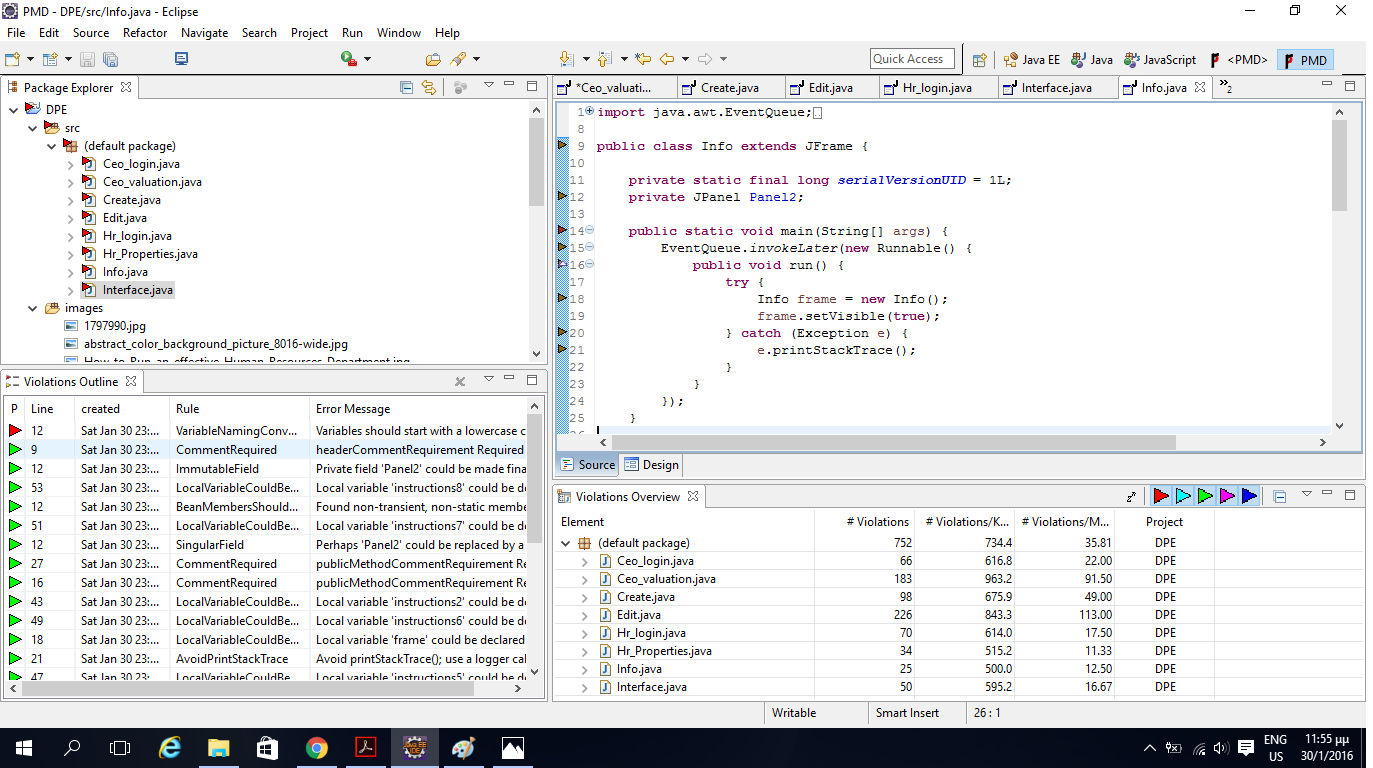 PMD - DPE/src/Info.java - Eclipse
File Edit Source Refactor Navigate Search Project Run Window Help
Quick Access Java EE Java JavaScript <PMD> PMD
Package Explorer
DPE
src
(default package)
Ceo_login.java
Ceo_valuation.java
Create.java
Edit.java
Hr_login.java
Hr_Properties.java
Info.java
Interface.java
images
1797990.jpg
abstract_color_background_picture_8016-wide.jpg
How-to-Run-an-effective-Human-Resources-Department.jpg
*Ceo_valuati... Create.java Edit.java Hr_login.java Interface.java Info.java »2
1 import java.awt.EventQueue;
8
9 public class Info extends JFrame {
10
11 private static final long serialVersionUID = 1L;
12 private JPanel Panel2;
13
14 public static void main(String[] args) {
15 EventQueue.invokeLater(new Runnable() {
16 public void run() {
17 try {
18 Info frame = new Info();
19 frame.setVisible(true);
20 } catch (Exception e) {
21 e.printStackTrace();
22 }
23 }
24 });
25 }
26
Source Design
Violations Outline
P Line created Rule Error Message
12 Sat Jan 30 23:... VariableNamingConv... Variables should start with a lowercase c
9 Sat Jan 30 23:... CommentRequired headerCommentRequirement Required
12 Sat Jan 30 23:... ImmutableField Private field 'Panel2' could be made fina
53 Sat Jan 30 23:... LocalVariableCouldBe... Local variable 'instructions8' could be de
12 Sat Jan 30 23:... BeanMembersShould... Found non-transient, non-static membe
51 Sat Jan 30 23:... LocalVariableCouldBe... Local variable 'instructions7' could be de
12 Sat Jan 30 23:... SingularField Perhaps 'Panel2' could be replaced by a
27 Sat Jan 30 23:... CommentRequired publicMethodCommentRequirement Re
16 Sat Jan 30 23:... CommentRequired publicMethodCommentRequirement Re
43 Sat Jan 30 23:... LocalVariableCouldBe... Local variable 'instructions2' could be de
49 Sat Jan 30 23:... LocalVariableCouldBe... Local variable 'instructions6' could be de
18 Sat Jan 30 23:... LocalVariableCouldBe... Local variable 'frame' could be declared
21 Sat Jan 30 23:... AvoidPrintStackTrace Avoid printStackTrace(); use a logger cal
47 Sat Jan 30 23:... LocalVariableCouldBe... Local variable 'instructions5' could be de
Violations Overview
Element # Violations # Violations/K... # Violations/M... Project
(default package) 752 734.4 35.81 DPE
Ceo_login.java 66 616.8 22.00 DPE
Ceo_valuation.java 183 963.2 91.50 DPE
Create.java 98 675.9 49.00 DPE
Edit.java 226 843.3 113.00 DPE
Hr_login.java 70 614.0 17.50 DPE
Hr_Properties.java 34 515.2 11.33 DPE
Info.java 25 500.0 12.50 DPE
Interface.java 50 595.2 16.67 DPE
Writable Smart Insert 26 : 1
JAVA EE
IDE
ENG
US
11:55 μμ
30/1/2016